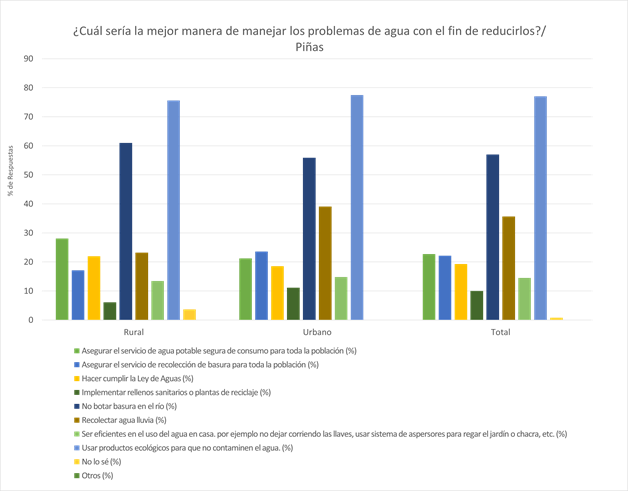 ¿Cuál sería la mejor manera de manejar los problemas de agua con el fin de reducirlos?/
Piñas
90
80
70
60
50
40
30
20
10
0
% de Respuestas
Rural
Urbano
Total
Asegurar el servicio de agua potable segura de consumo para toda la población (%)
Asegurar el servicio de recolección de basura para toda la población (%)
Hacer cumplir la Ley de Aguas (%)
Implementar rellenos sanitarios o plantas de reciclaje (%)
No botar basura en el río (%)
Recolectar agua lluvia (%)
Ser eficientes en el uso del agua en casa. por ejemplo no dejar corriendo las llaves, usar sistema de aspersores para regar el jardín o chacra, etc. (%)
Usar productos ecológicos para que no contaminen el agua. (%)
No lo sé (%)
Otros (%)